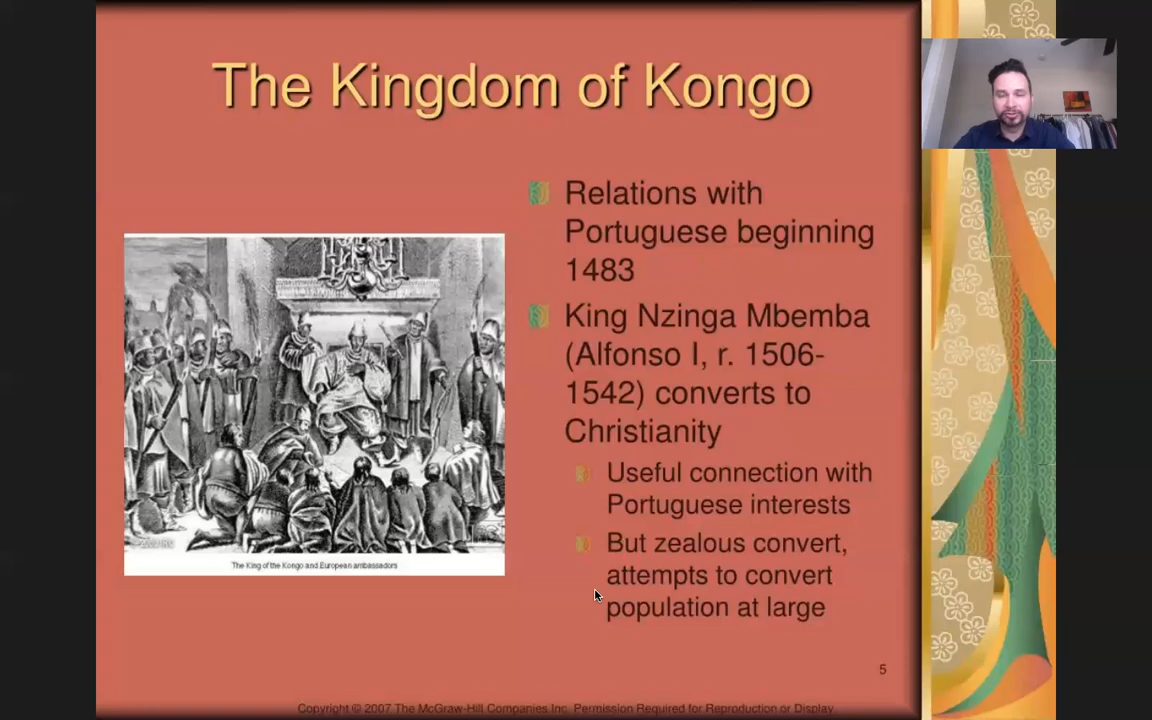 The Kingdom of Kongo
Relations with
Portuguese beginning
1483
King Nzinga Mbemba
(Alfonso I, r. 1506-
1542) converts to
Christianity
Useful connection with
Portuguese interests
But zealous convert,
attempts to convert
population at large
The King of the Kongo and European ambassadors
5
Copyright © 2007 The McGraw-Hill Companies Inc. Permission Required for Reproduction or Display.